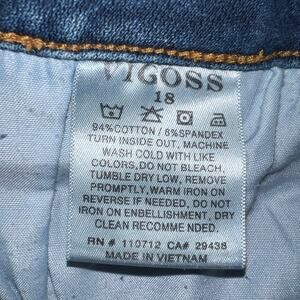 VIGOSS
18
94%COTTON / 6%SPANDEX
TURN INSIDE OUT, MACHINE
WASH COLD WITH LIKE
COLORS, DO NOT BLEACH,
TUMBLE DRY LOW, REMOVE
PROMPTLY, WARM IRON ON
REVERSE IF NEEDED, DO NOT
IRON ON ENBELLISHMENT, DRY
CLEAN RECOMMENDED.
RN # 110712 CA# 29438
MADE IN VIETNAM